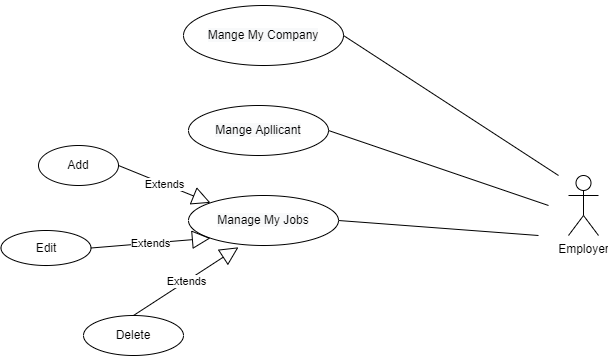 Mange My Company
Mange Apllicant
Add
Extends
Manage My Jobs
Employer
Edit
Extends
Extends
Delete